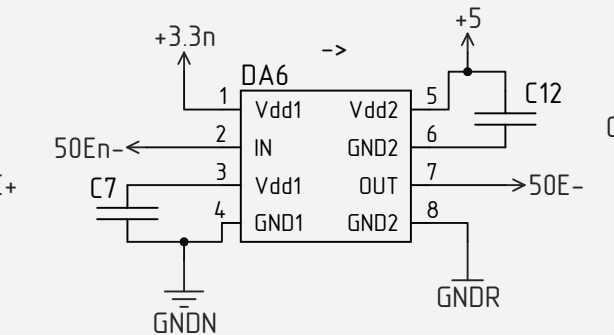 +5
+3.3n
->
DA6
C12
1 Vdd1 Vdd2 5
2 IN GND2 6
50En-
3 Vdd1 OUT 7
50E-
+
C7
4 GND1 GND2 8
GNDR
GNDN